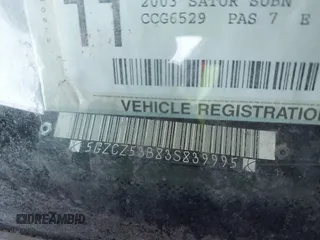 2003 SATUR SUBN
CCG6529 PAS 7 E
VEHICLE REGISTRATION
5GZCZ53B83S839995
DREAMBID